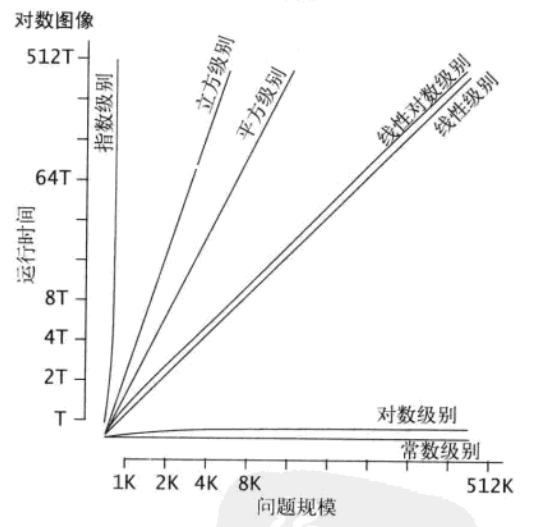 对数图像
512T
64T
8T
4T
2T
T
运行时间
指数级别
立方级别
平方级别
线性对数级别
线性级别
对数级别
常数级别
1K 2K 4K 8K 512K
问题规模